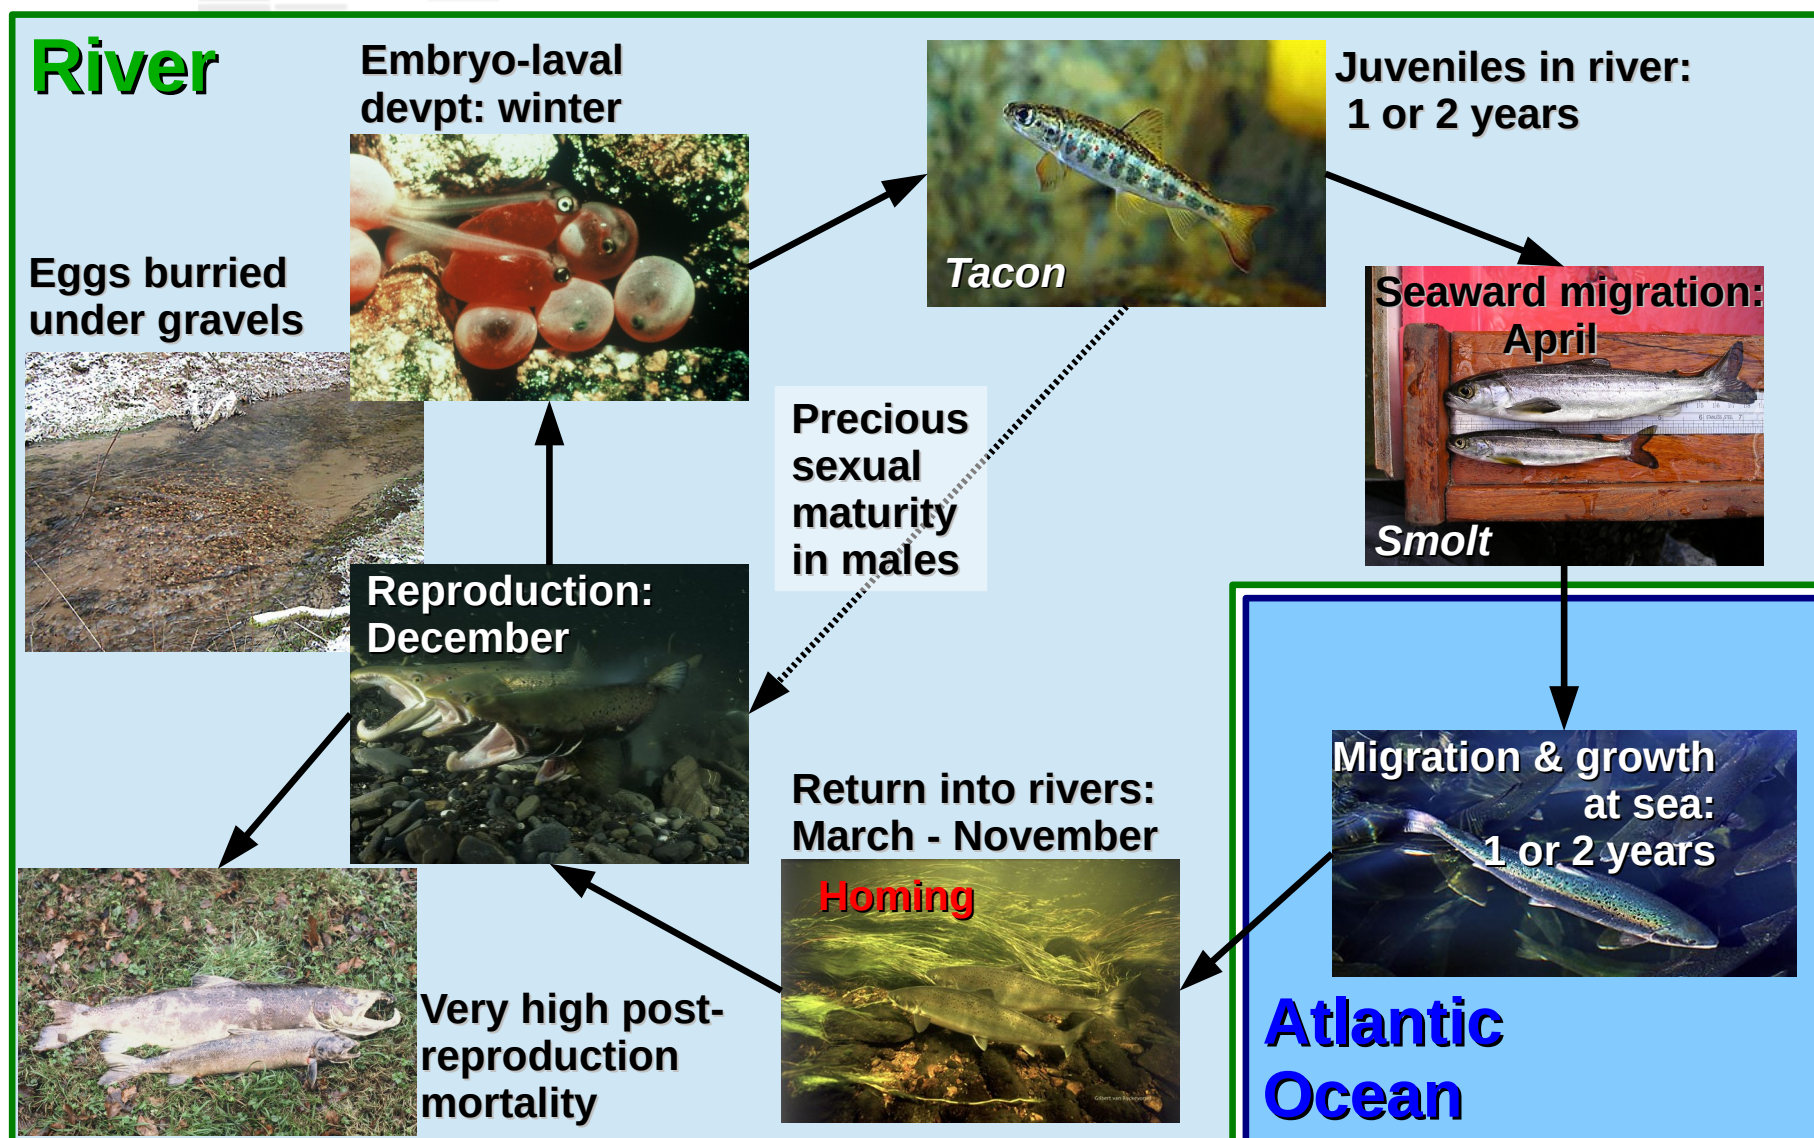 River
Embryo-laval
devpt: winter
Juveniles in river:
1 or 2 years
Tacon
Eggs burried
under gravels
Seaward migration:
April
Smolt
Precious
sexual
maturity
in males
Reproduction:
December
Migration & growth
at sea:
1 or 2 years
Return into rivers:
March - November
Homing
Very high post-
reproduction
mortality
Atlantic
Ocean